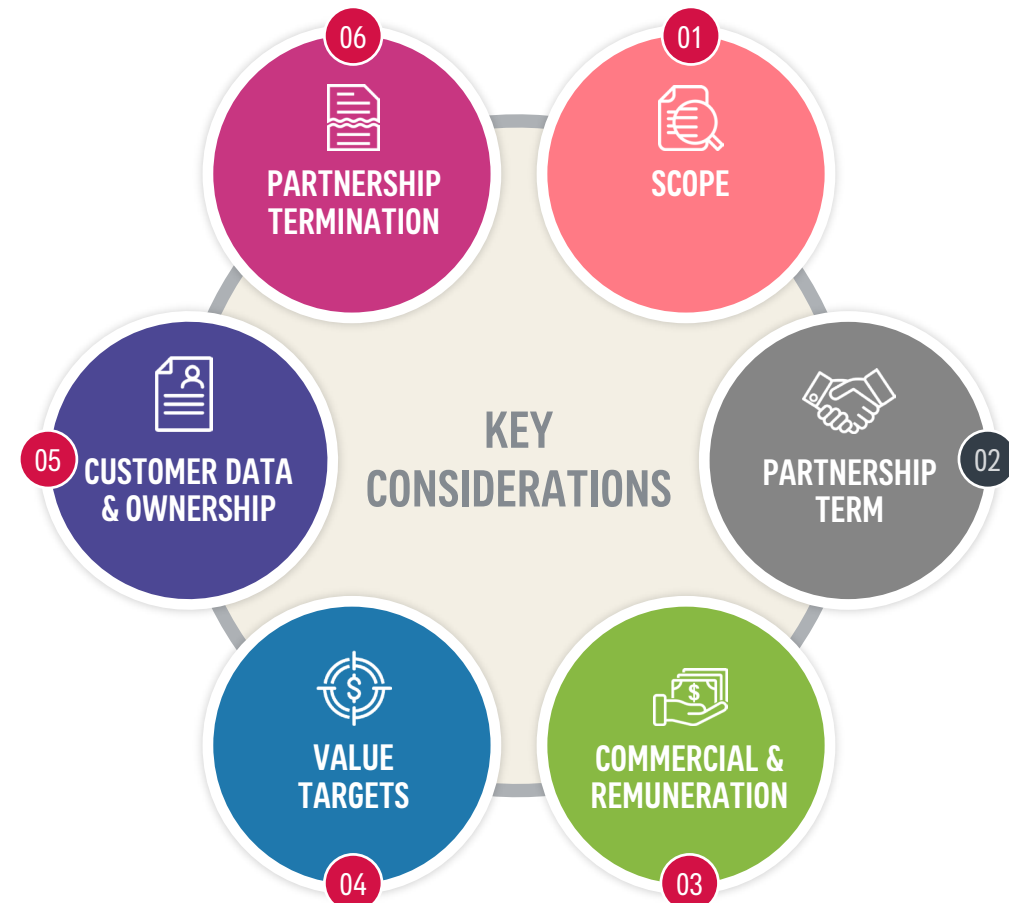 01
SCOPE
02
PARTNERSHIP
TERM
03
COMMERCIAL &
REMUNERATION
04
VALUE
TARGETS
05
CUSTOMER DATA
& OWNERSHIP
06
PARTNERSHIP
TERMINATION
KEY
CONSIDERATIONS
$
$